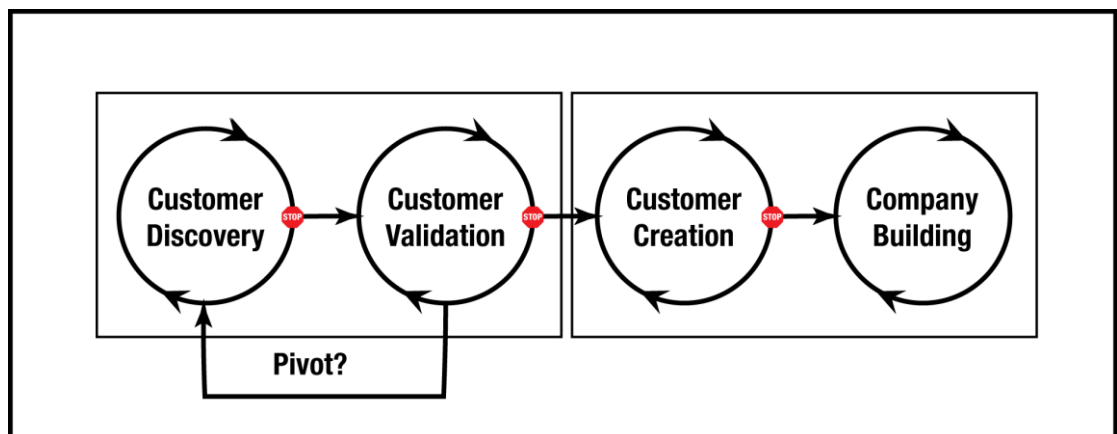 Customer
Discovery
STOP
Customer
Validation
STOP
Customer
Creation
STOP
Company
Building
Pivot?